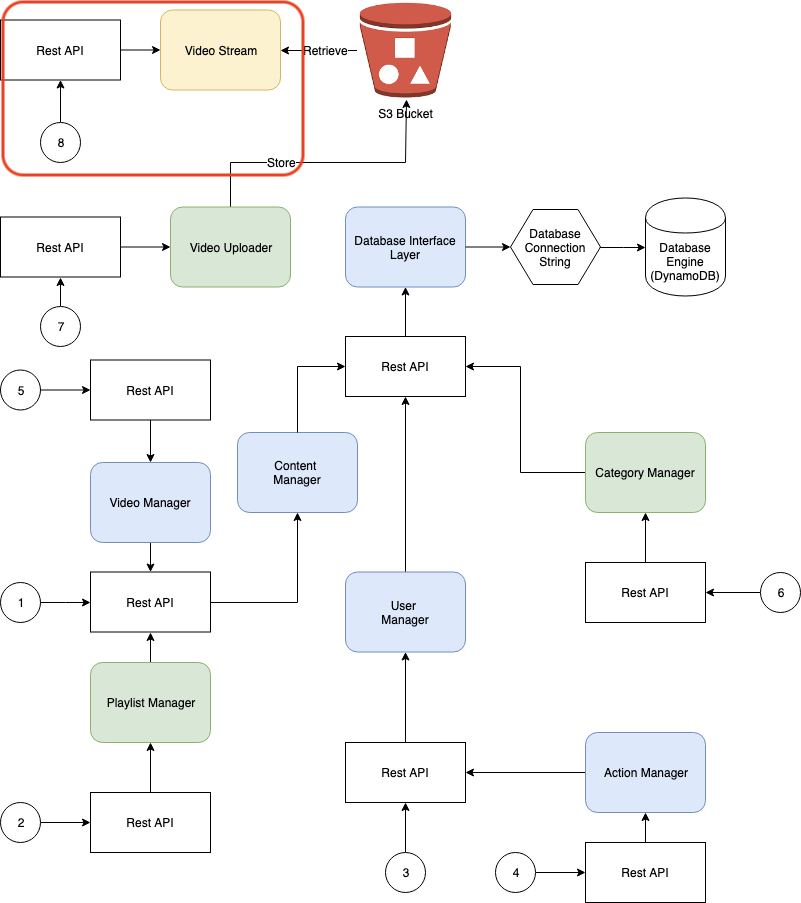 Rest API
Video Stream
Retrieve
S3 Bucket
8
Store
Rest API
Video Uploader
Database Interface
Layer
Database
Connection
String
Database
Engine
(DynamoDB)
7
5
Rest API
Rest API
Content
Manager
Category Manager
Video Manager
1
Rest API
User
Manager
Rest API
6
Playlist Manager
Rest API
Action Manager
2
Rest API
3
4
Rest API